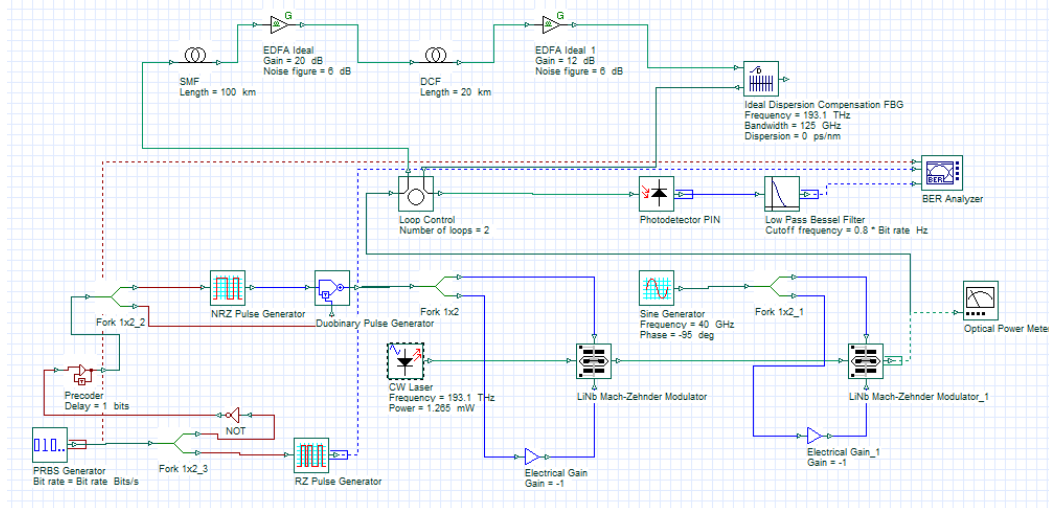 G
G
EDFA Ideal
Gain = 20 dB
Noise figure = 6 dB
EDFA Ideal 1
Gain = 12 dB
Noise figure = 6 dB
SMF
Length = 100 km
DCF
Length = 20 km
Ideal Dispersion Compensation FBG
Frequency = 193.1 THz
Bandwidth = 125 GHz
Dispersion = 0 ps/nm
BER
BER Analyzer
Loop Control
Number of loops = 2
Photodetector PIN
Low Pass Bessel Filter
Cutoff frequency = 0.8 * Bit rate Hz
Fork 1x2_2
NRZ Pulse Generator
T
Duobinary Pulse Generator
Fork 1x2
Sine Generator
Frequency = 40 GHz
Phase = -95 deg
Fork 1x2_1
Optical Power Meter
CW Laser
Frequency = 193.1 THz
Power = 1.265 mW
LiNb Mach-Zehnder Modulator
LiNb Mach-Zehnder Modulator_1
T
Precoder
Delay = 1 bits
NOT
010..
PRBS Generator
Bit rate = Bit rate Bits/s
Fork 1x2_3
RZ Pulse Generator
Electrical Gain
Gain = -1
Electrical Gain_1
Gain = -1